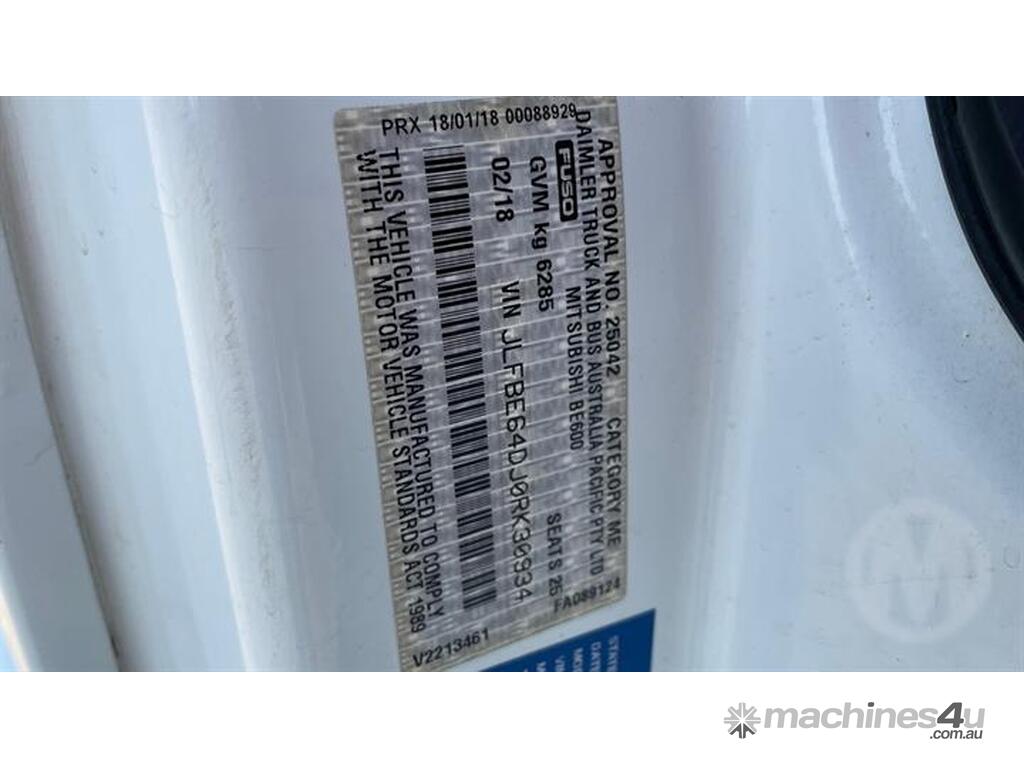 PRX 18/01/18 00088929
APPROVAL NO. 25042 CATEGORY ME
DAIMLER TRUCK AND BUS AUSTRALIA PACIFIC PTY LTD
FUSO MITSUBISHI BE600
GVM kg 6285 SEATS 25
02/18 VIN JLFBE64DJ0RK30934
THIS VEHICLE WAS MANUFACTURED TO COMPLY
WITH THE MOTOR VEHICLE STANDARDS ACT 1989
FA089124
V2213461
machines4u
.com.au